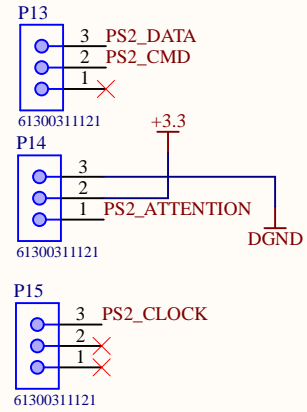 P13
3 PS2_DATA
2 PS2_CMD
1
61300311121
P14
+3.3
3
2
1 PS2_ATTENTION
DGND
61300311121
P15
3 PS2_CLOCK
2
1
61300311121